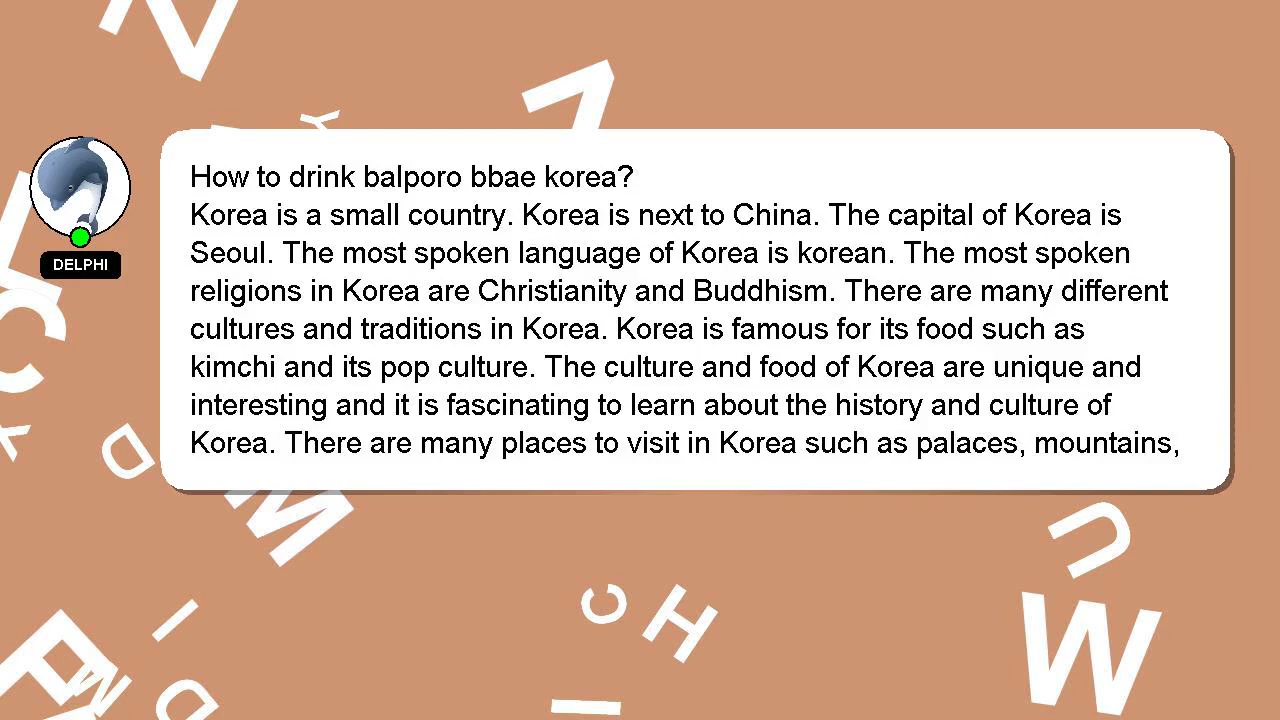 How to drink balporo bbae korea?
Korea is a small country. Korea is next to China. The capital of Korea is
Seoul. The most spoken language of Korea is korean. The most spoken
religions in Korea are Christianity and Buddhism. There are many different
cultures and traditions in Korea. Korea is famous for its food such as
kimchi and its pop culture. The culture and food of Korea are unique and
interesting and it is fascinating to learn about the history and culture of
Korea. There are many places to visit in Korea such as palaces, mountains,
DELPHI
Z
Y
L
C
Y
D
M
I
C
H
U
W
P
W
D
I